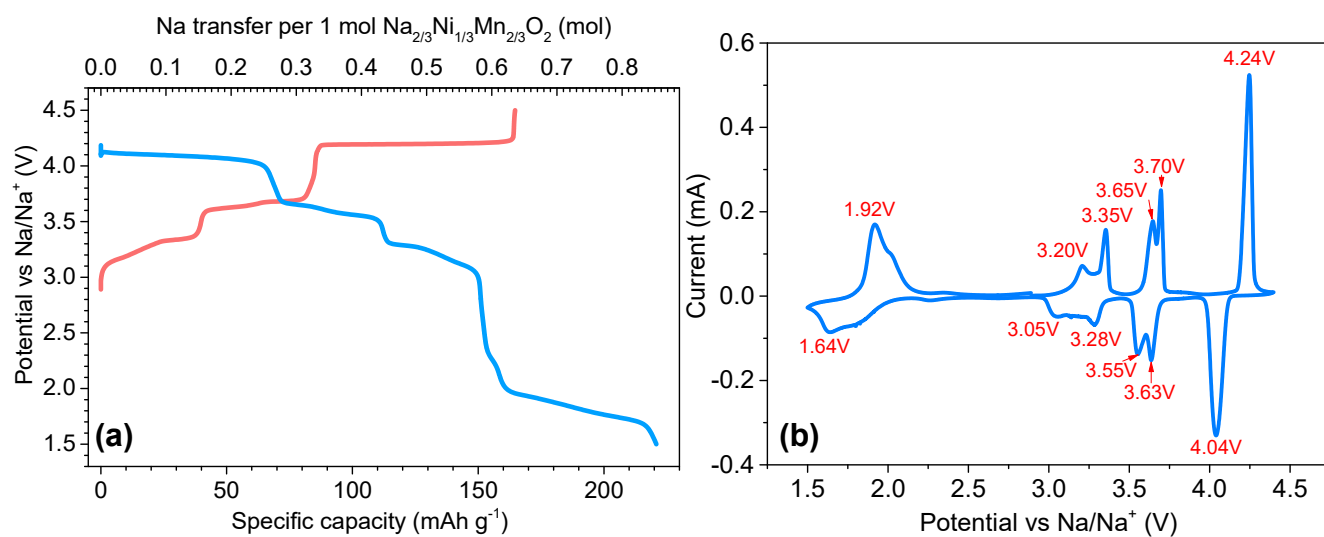 Na transfer per 1 mol Na2/3Ni1/3Mn2/3O2 (mol)
0.0 0.1 0.2 0.3 0.4 0.5 0.6 0.7 0.8
Potential vs Na/Na+ (V)
4.5
4.0
3.5
3.0
2.5
2.0
1.5
(a)
0 50 100 150 200
Specific capacity (mAh g-1)
Current (mA)
0.6
0.4
0.2
0.0
-0.2
-0.4
4.24V
3.70V
3.65V
3.35V
1.92V
3.20V
3.05V
3.28V
1.64V
3.55V
3.63V
4.04V
(b)
1.5 2.0 2.5 3.0 3.5 4.0 4.5
Potential vs Na/Na+ (V)